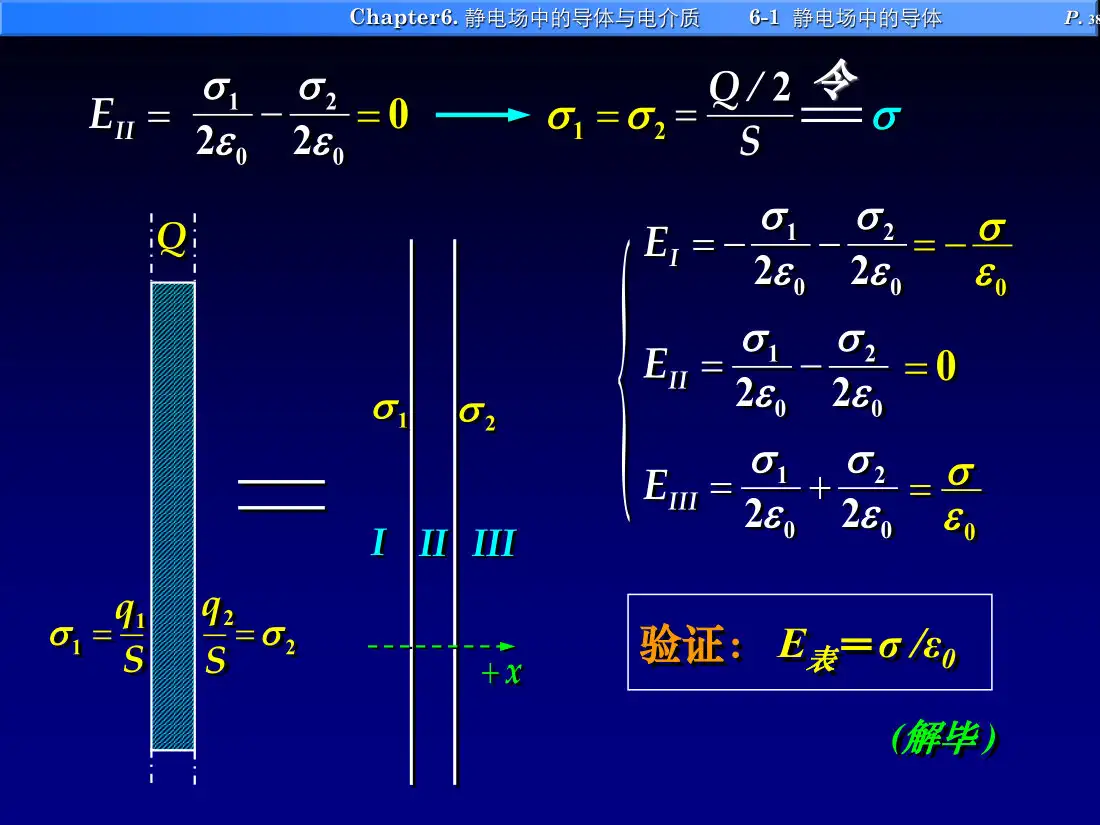 Chapter6. 静电场中的导体与电介质 6-1 静电场中的导体 P. 38
E_II = σ₁/2ε₀ − σ₂/2ε₀ = 0 → σ₁ = σ₂ = (Q/2)/S 令 = σ
Q
E_I = − σ₁/2ε₀ − σ₂/2ε₀ = − σ/ε₀
E_II = σ₁/2ε₀ − σ₂/2ε₀ = 0
σ₁ σ₂
=
E_III = σ₁/2ε₀ + σ₂/2ε₀ = σ/ε₀
I II III
σ₁ = q₁/S q₂/S = σ₂
+x
验证： E表=σ/ε₀
(解毕)